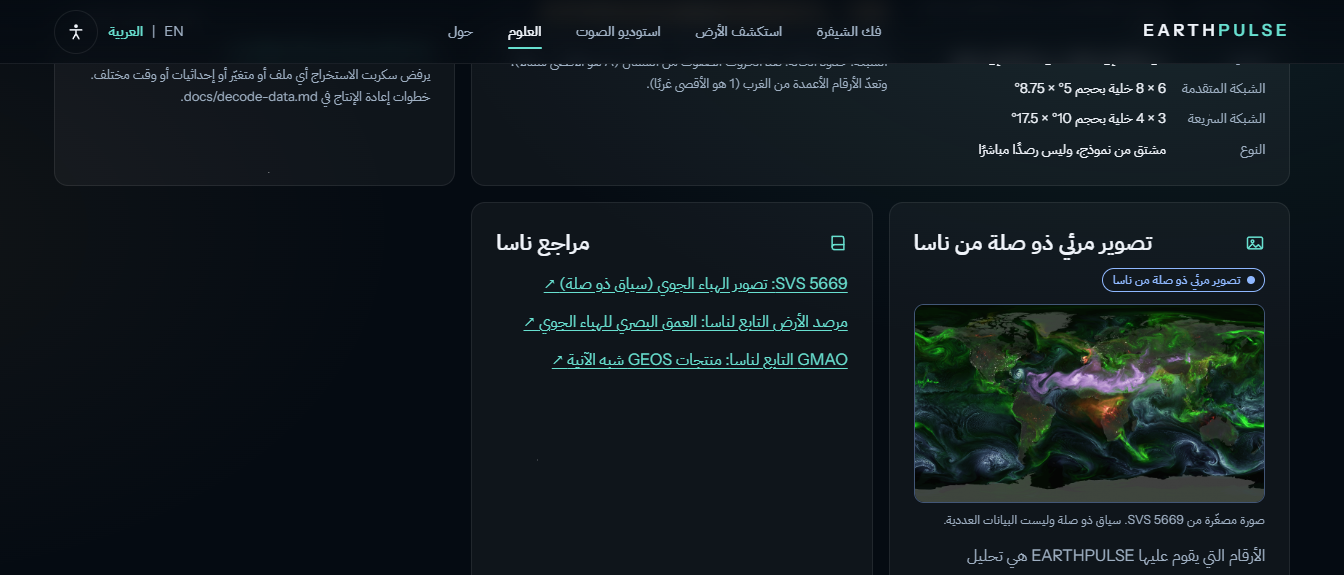 EARTHPULSE
فك الشيفرة
استكشف الأرض
استوديو الصوت
العلوم
حول
EN | العربية
الشبكة المتقدمة 6 × 8 خلية بحجم 5° × 8.75°
الشبكة السريعة 3 × 4 خلية بحجم 10° × 17.5°
النوع مشتق من نموذج، وليس رصدًا مباشرًا
وتعدّ الأرقام الأعمدة من الغرب (1 هو الأقصى غربًا).
يرفض سكربت الاستخراج أي ملف أو متغيّر أو إحداثيات أو وقت مختلف.
خطوات إعادة الإنتاج في docs/decode-data.md.
تصوير مرئي ذو صلة من ناسا
تصوير مرئي ذو صلة من ناسا
صورة مصغّرة من SVS 5669. سياق ذو صلة وليست البيانات العددية.
الأرقام التي يقوم عليها EARTHPULSE هي تحليل
مراجع ناسا
SVS 5669: تصوير الهباء الجوي (سياق ذو صلة) ↗
مرصد الأرض التابع لناسا: العمق البصري للهباء الجوي ↗
GMAO التابع لناسا: منتجات GEOS شبه الآنية ↗